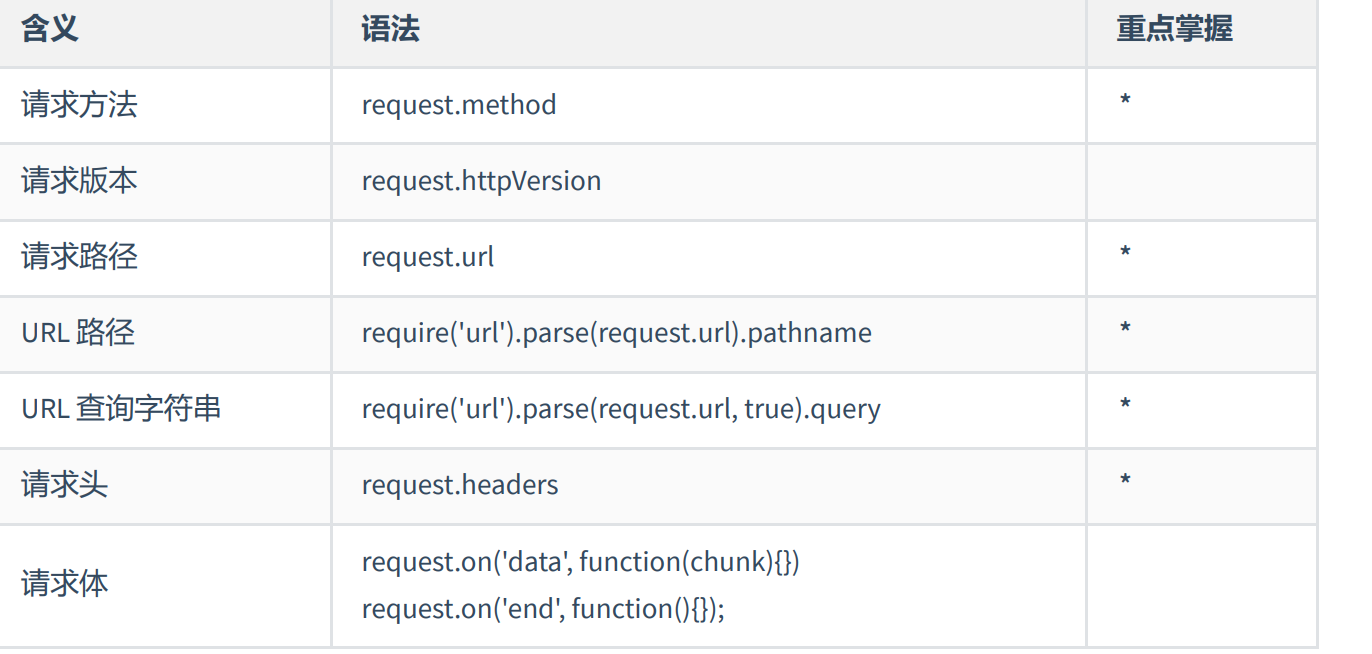 含义 语法 重点掌握
请求方法 request.method *
请求版本 request.httpVersion
请求路径 request.url *
URL 路径 require('url').parse(request.url).pathname *
URL 查询字符串 require('url').parse(request.url, true).query *
请求头 request.headers *
请求体 request.on('data', function(chunk){})
request.on('end', function(){});